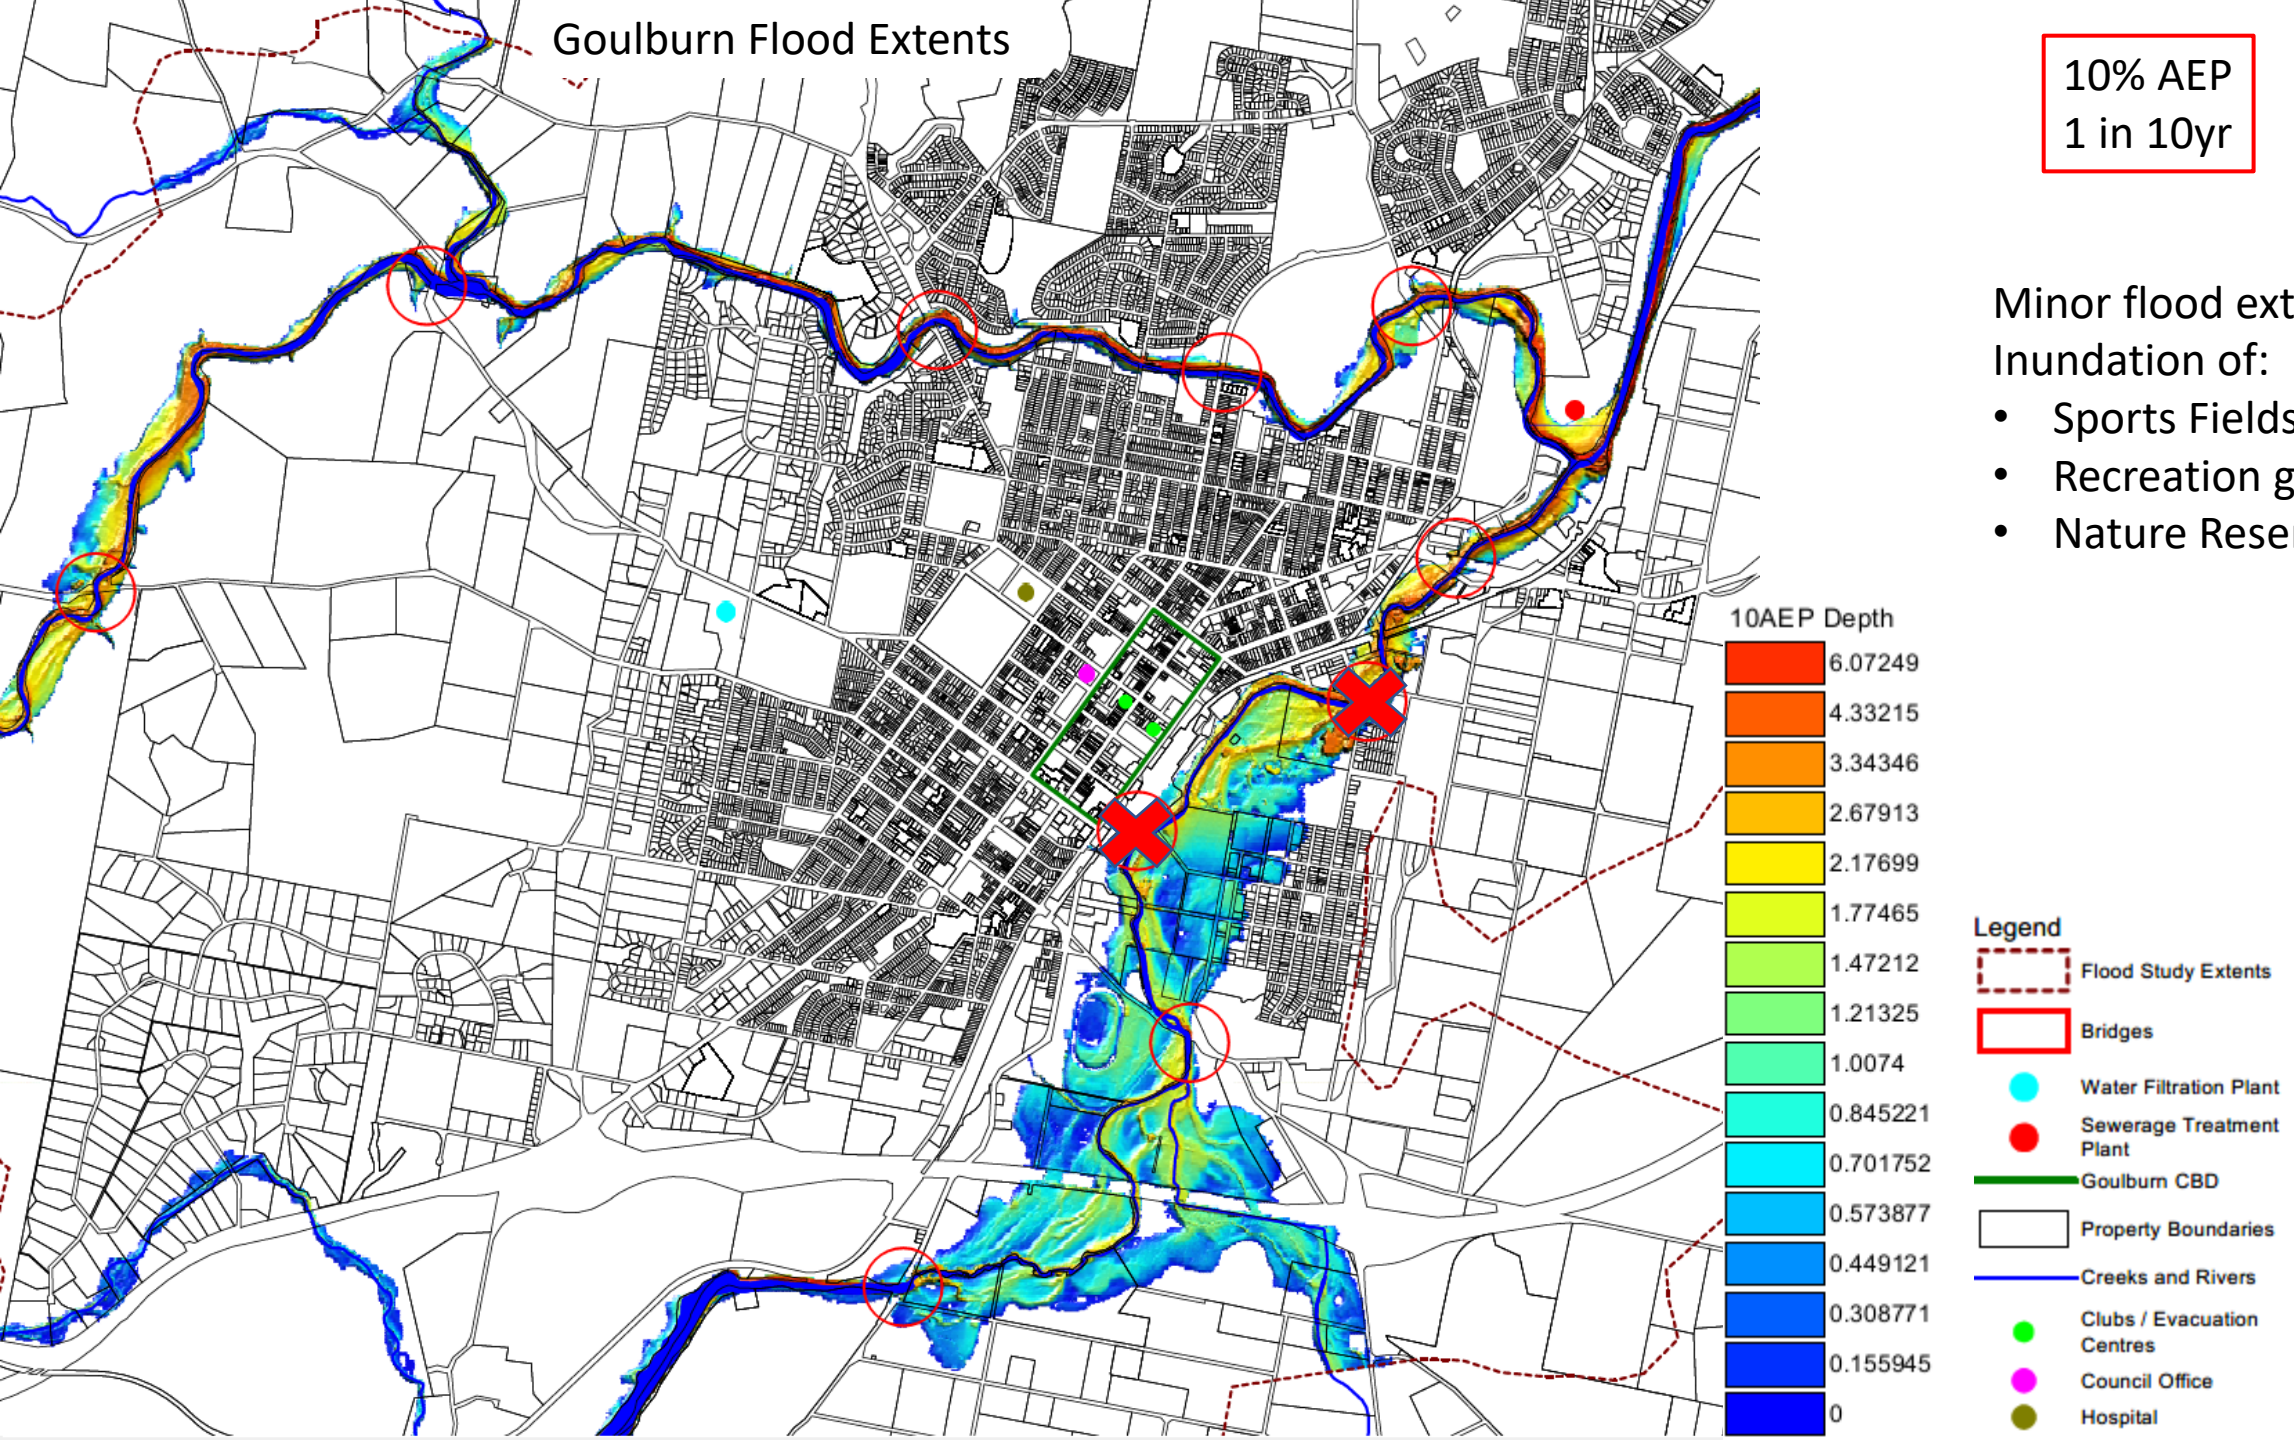 Goulburn Flood Extents
10% AEP
1 in 10yr
Minor flood ext
Inundation of:
• Sports Fields
• Recreation g
• Nature Rese
10AEP Depth
6.07249
4.33215
3.34346
2.67913
2.17699
1.77465
1.47212
1.21325
1.0074
0.845221
0.701752
0.573877
0.449121
0.308771
0.155945
0
Legend
Flood Study Extents
Bridges
Water Filtration Plant
Sewerage Treatment
Plant
Goulburn CBD
Property Boundaries
Creeks and Rivers
Clubs / Evacuation
Centres
Council Office
Hospital